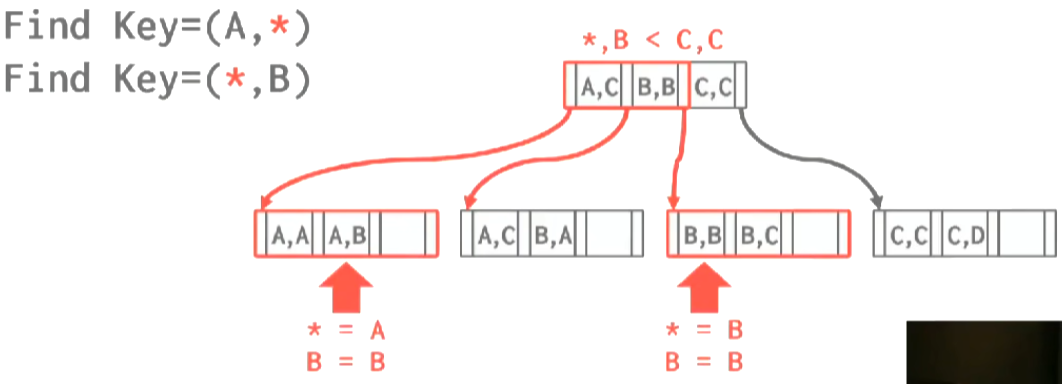 Find Key=(A,*)
Find Key=(*,B)
*,B < C,C
A,C B,B C,C
A,A A,B
A,C B,A
B,B B,C
C,C C,D
* = A
B = B
* = B
B = B